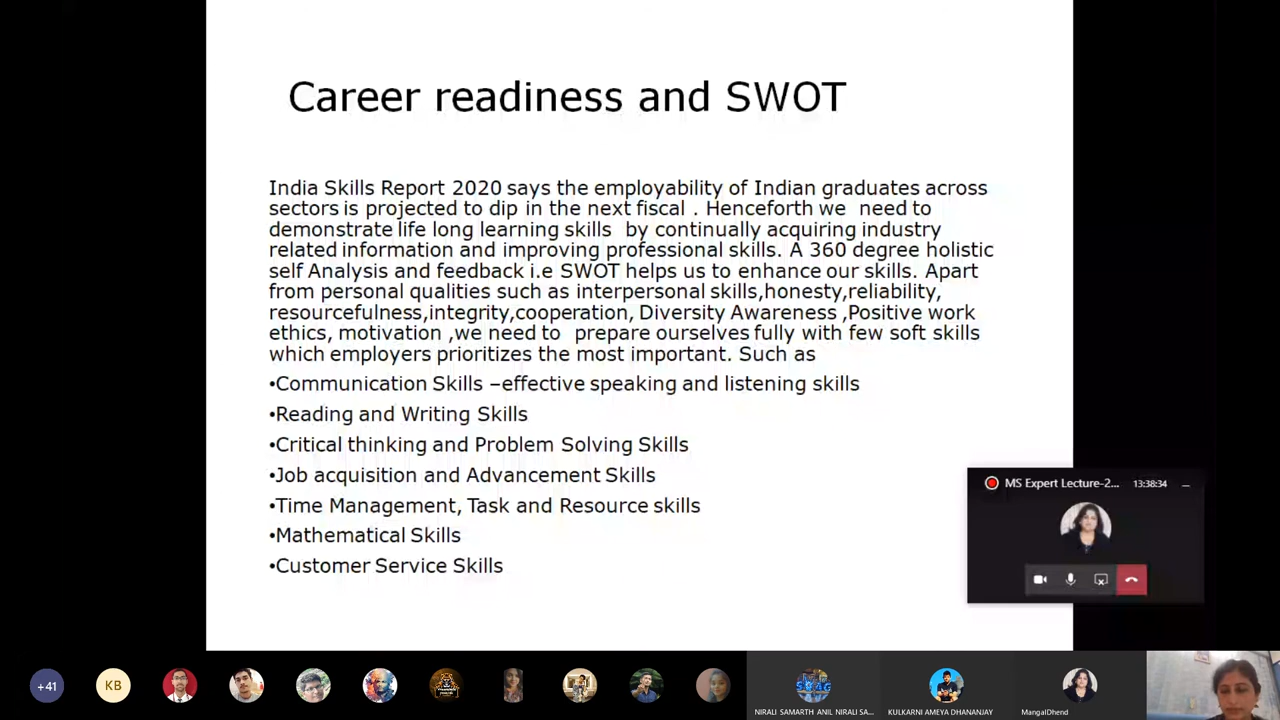 Career readiness and SWOT
India Skills Report 2020 says the employability of Indian graduates across
sectors is projected to dip in the next fiscal . Henceforth we need to
demonstrate life long learning skills by continually acquiring industry
related information and improving professional skills. A 360 degree holistic
self Analysis and feedback i.e SWOT helps us to enhance our skills. Apart
from personal qualities such as interpersonal skills,honesty,reliability,
resourcefulness,integrity,cooperation, Diversity Awareness ,Positive work
ethics, motivation ,we need to prepare ourselves fully with few soft skills
which employers prioritizes the most important. Such as
•Communication Skills –effective speaking and listening skills
•Reading and Writing Skills
•Critical thinking and Problem Solving Skills
•Job acquisition and Advancement Skills
•Time Management, Task and Resource skills
•Mathematical Skills
•Customer Service Skills
MS Expert Lecture-2... 13:38:34
+41
KB
NIRALI SAMARTH ANIL NIRALI SA...
KULKARNI AMEYA DHANANJAY
MangalDhend